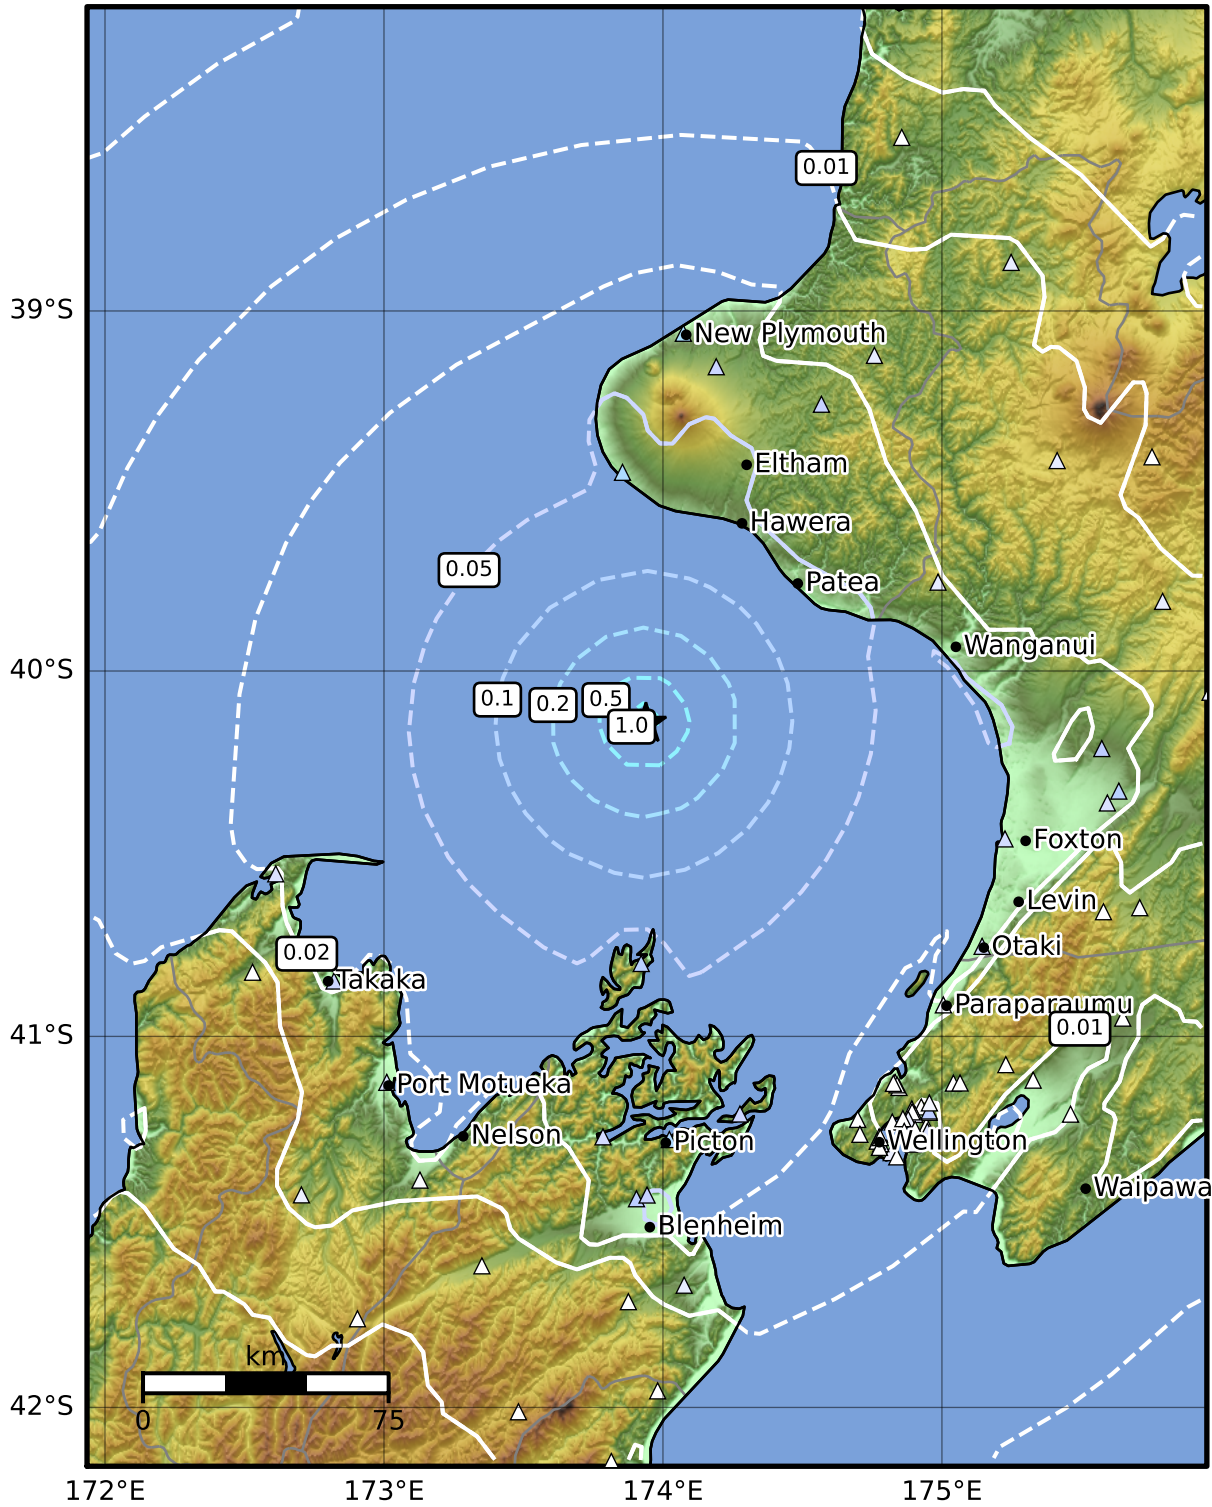 0.01
39°S
New Plymouth
Eltham
Hawera
0.05
Patea
Wanganui
40°S
0.1
0.2
0.5
1.0
Foxton
Levin
Otaki
0.02
Takaka
Paraparaumu
0.01
41°S
Port Motueka
Nelson
Picton
Wellington
Waipawa
Blenheim
km
0
75
42°S
172°E
173°E
174°E
175°E